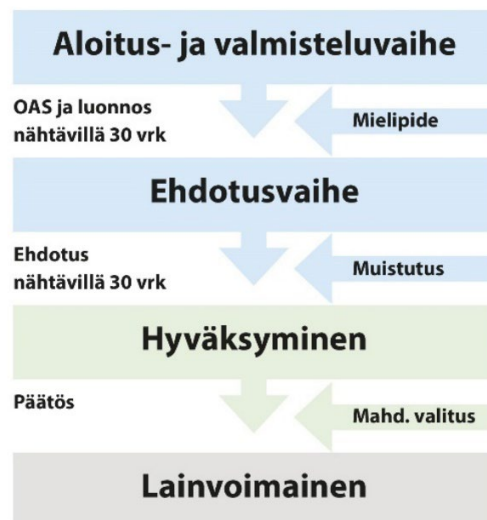 Aloitus- ja valmisteluvaihe
OAS ja luonnos
nähtävillä 30 vrk
Mielipide
Ehdotusvaihe
Ehdotus
nähtävillä 30 vrk
Muistutus
Hyväksyminen
Päätös
Mahd. valitus
Lainvoimainen